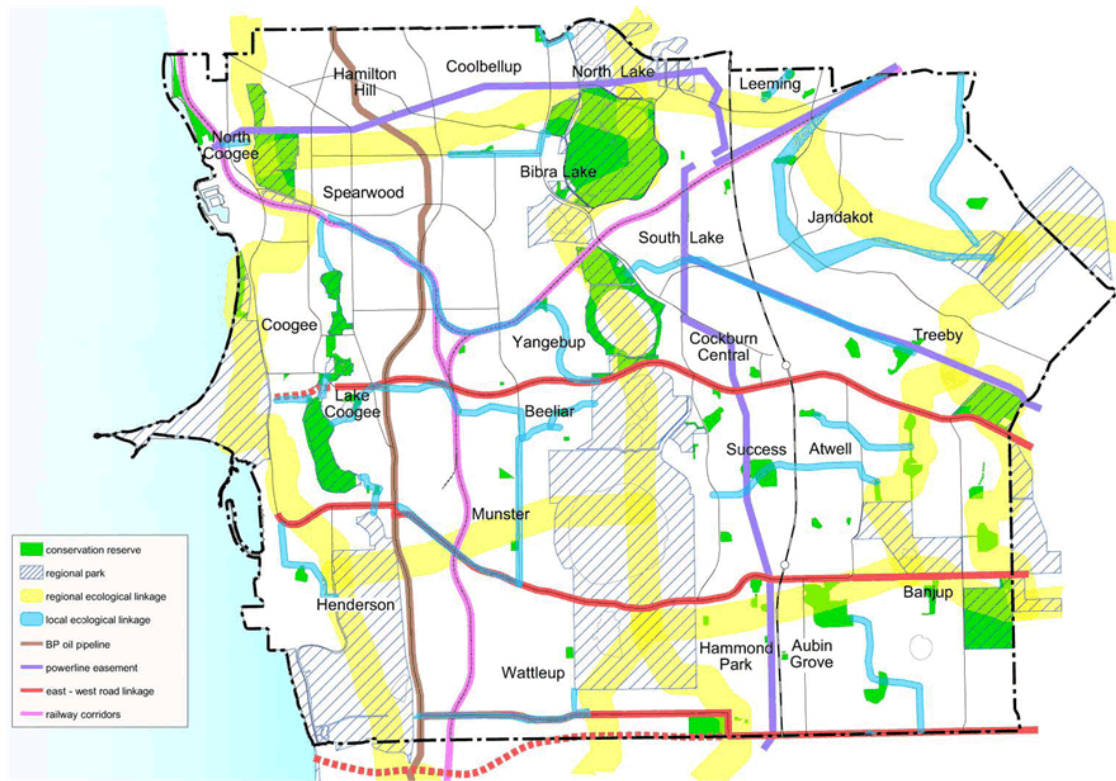 Hamilton
Hill
Coolbellup
North Lake
Leeming
North
Coogee
Spearwood
Bibra Lake
Jandakot
South Lake
Coogee
Yangebup
Cockburn
Central
Treeby
Lake
Coogee
Beeliar
Success
Atwell
Munster
Henderson
Banjup
Wattleup
Hammond
Park
Aubin
Grove
conservation reserve
regional park
regional ecological linkage
local ecological linkage
BP oil pipeline
powerline easement
east - west road linkage
railway corridors